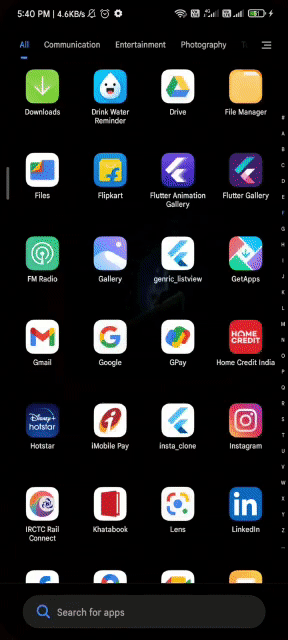 5:40 PM | 4.6KB/s
All Communication Entertainment Photography
Downloads Drink Water Reminder Drive File Manager
Files Flipkart Flutter Animation Gallery Flutter Gallery
FM Radio Gallery genric_listview GetApps
HOME
CREDIT
Gmail Google GPay Home Credit India
Disney+
hotstar
Hotstar iMobile Pay insta_clone Instagram
in
IRCTC Rail Connect Khatabook Lens LinkedIn
Search for apps
#
A
B
C
D
E
F
G
H
I
J
K
L
M
N
O
P
Q
R
S
T
U
V
W
X
Y
Z